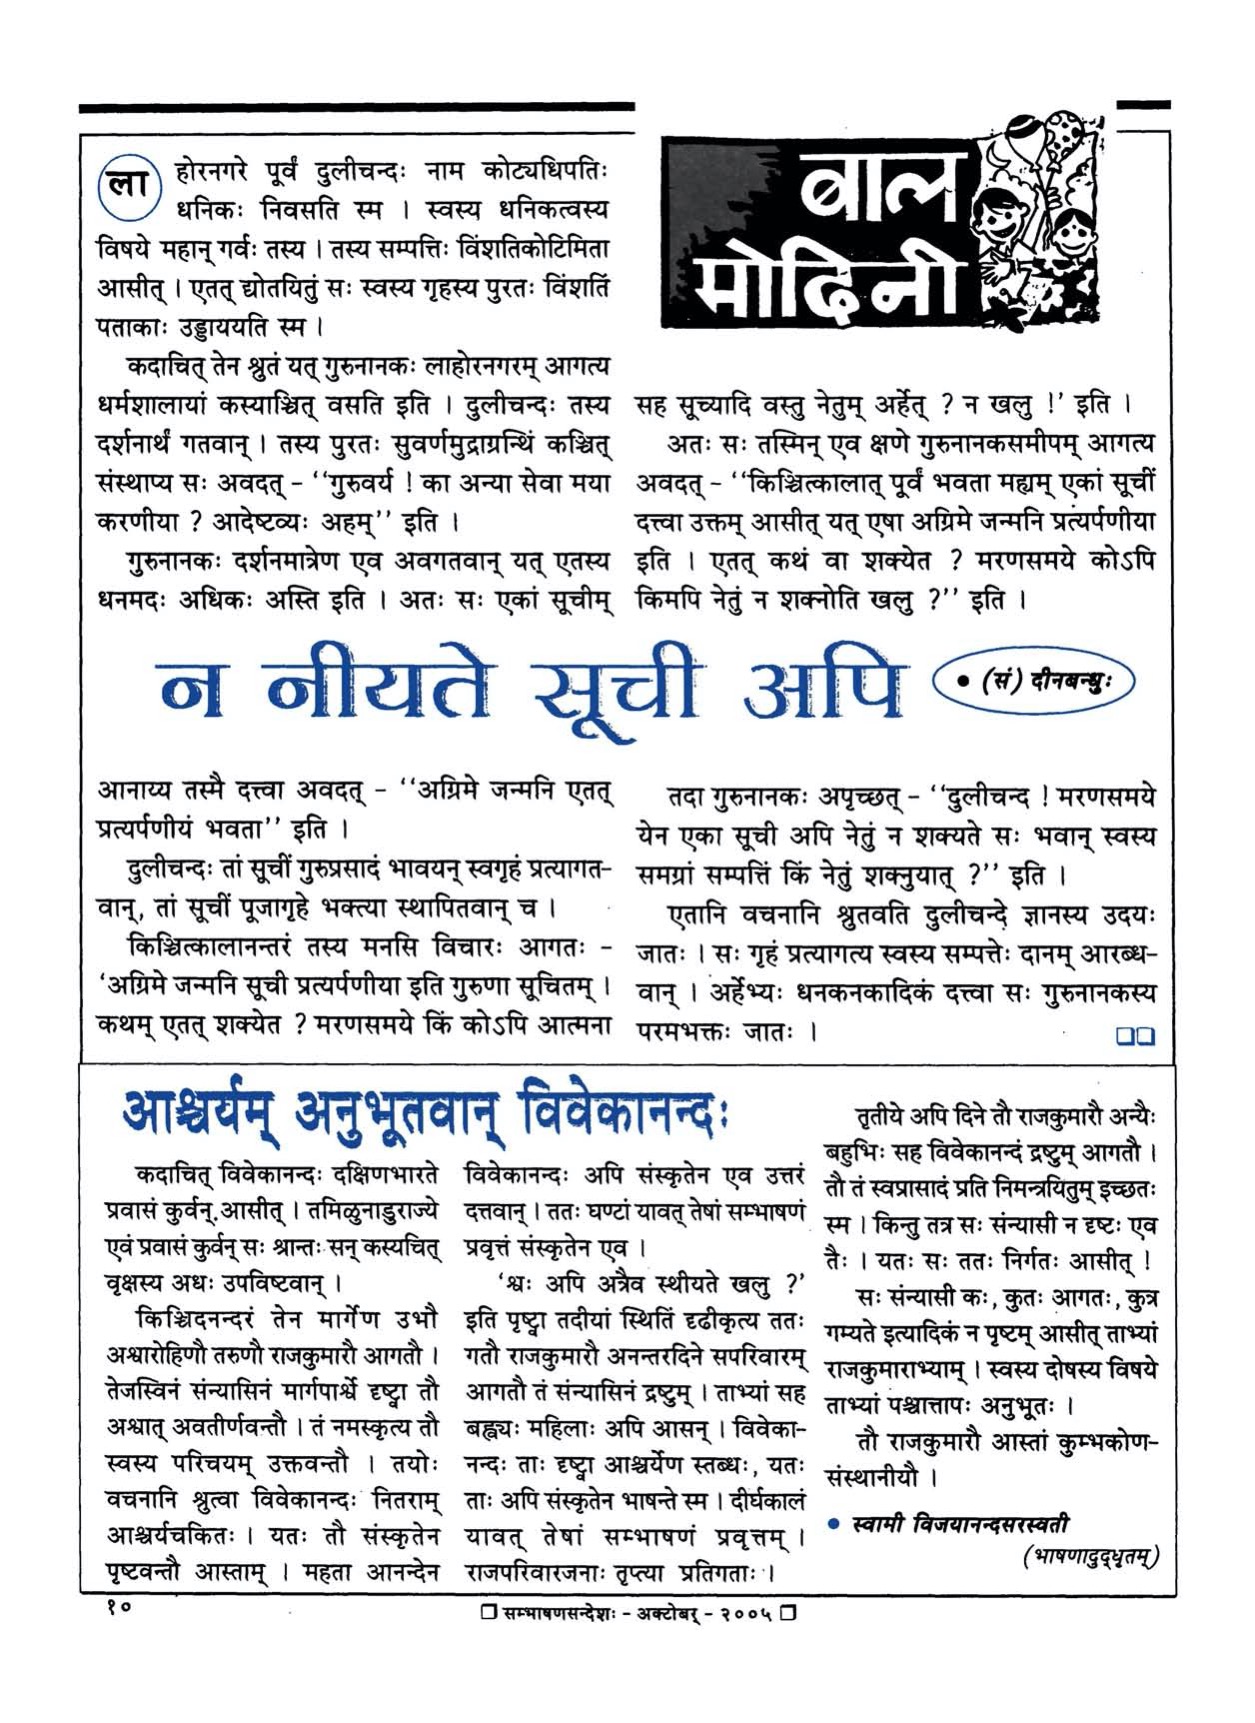 बाल
मोदिनी
लाहोरनगरे पूर्वं दुलीचन्दः नाम कोट्यधिपतिः
धनिकः निवसति स्म । स्वस्य धनिकत्वस्य
विषये महान् गर्वः तस्य । तस्य सम्पत्तिः विंशतिकोटिमिता
आसीत् । एतत् द्योतयितुं सः स्वस्य गृहस्य पुरतः विंशतिं
पताकाः उड्डाययति स्म ।
कदाचित् तेन श्रुतं यत् गुरुनानकः लाहोरनगरम् आगत्य
धर्मशालायां कस्याञ्चित् वसति इति । दुलीचन्दः तस्य
दर्शनार्थं गतवान् । तस्य पुरतः सुवर्णमुद्राग्रन्थिं कञ्चित्
संस्थाप्य सः अवदत् - ‘‘गुरुवर्य ! का अन्या सेवा मया
करणीया ? आदेष्टव्यः अहम्’’ इति ।
गुरुनानकः दर्शनमात्रेण एव अवगतवान् यत् एतस्य
धनमदः अधिकः अस्ति इति । अतः सः एकां सूचीम्
न नीयते सूची अपि
• (सं) दीनबन्धुः
आनाय्य तस्मै दत्त्वा अवदत् - ‘‘अग्रिमे जन्मनि एतत्
प्रत्यर्पणीयं भवता’’ इति ।
दुलीचन्दः तां सूचीं गुरुप्रसादं भावयन् स्वगृहं प्रत्यागत-
वान्, तां सूचीं पूजागृहे भक्त्या स्थापितवान् च ।
किञ्चित्कालानन्तरं तस्य मनसि विचारः आगतः -
‘अग्रिमे जन्मनि सूची प्रत्यर्पणीया इति गुरुणा सूचितम् ।
कथम् एतत् शक्येत ? मरणसमये किं कोऽपि आत्मना
सह सूच्यादि वस्तु नेतुम् अर्हेत् ? न खलु !’ इति ।
अतः सः तस्मिन् एव क्षणे गुरुनानकसमीपम् आगत्य
अवदत् - ‘‘किञ्चित्कालात् पूर्वं भवता मह्यम् एकां सूचीं
दत्त्वा उक्तम् आसीत् यत् एषा अग्रिमे जन्मनि प्रत्यर्पणीया
इति । एतत् कथं वा शक्येत ? मरणसमये कोऽपि
किमपि नेतुं न शक्नोति खलु ?’’ इति ।
तदा गुरुनानकः अपृच्छत् - ‘‘दुलीचन्द ! मरणसमये
येन एका सूची अपि नेतुं न शक्यते सः भवान् स्वस्य
समग्रां सम्पत्तिं किं नेतुं शक्नुयात् ?’’ इति ।
एतानि वचनानि श्रुतवति दुलीचन्दे ज्ञानस्य उदयः
जातः । सः गृहं प्रत्यागत्य स्वस्य सम्पत्तेः दानम् आरब्ध-
वान् । अर्हेभ्यः धनकनकादिकं दत्त्वा सः गुरुनानकस्य
परमभक्तः जातः ।
आश्चर्यम् अनुभूतवान् विवेकानन्दः
कदाचित् विवेकानन्दः दक्षिणभारते
प्रवासं कुर्वन् आसीत् । तमिळुनाडुराज्ये
एवं प्रवासं कुर्वन् सः श्रान्तः सन् कस्यचित्
वृक्षस्य अधः उपविष्टवान् ।
किञ्चिदनन्दरं तेन मार्गेण उभौ
अश्वारोहिणौ तरुणौ राजकुमारौ आगतौ ।
तेजस्विनं संन्यासिनं मार्गपार्श्वे दृष्ट्वा तौ
अश्वात् अवतीर्णवन्तौ । तं नमस्कृत्य तौ
स्वस्य परिचयम् उक्तवन्तौ । तयोः
वचनानि श्रुत्वा विवेकानन्दः नितराम्
आश्चर्यचकितः । यतः तौ संस्कृतेन
पृष्टवन्तौ आस्ताम् । महता आनन्देन
विवेकानन्दः अपि संस्कृतेन एव उत्तरं
दत्तवान् । ततः घण्टां यावत् तेषां सम्भाषणं
प्रवृत्तं संस्कृतेन एव ।
‘श्वः अपि अत्रैव स्थीयते खलु ?’
इति पृष्ट्वा तदीयां स्थितिं दृढीकृत्य ततः
गतौ राजकुमारौ अनन्तरदिने सपरिवारम्
आगतौ तं संन्यासिनं द्रष्टुम् । ताभ्यां सह
बह्व्यः महिलाः अपि आसन् । विवेका-
नन्दः ताः दृष्ट्वा आश्चर्येण स्तब्धः, यतः
ताः अपि संस्कृतेन भाषन्ते स्म । दीर्घकालं
यावत् तेषां सम्भाषणं प्रवृत्तम् ।
राजपरिवारजनाः तृप्त्या प्रतिगताः ।
तृतीये अपि दिने तौ राजकुमारौ अन्यैः
बहुभिः सह विवेकानन्दं द्रष्टुम् आगतौ ।
तौ तं स्वप्रासादं प्रति निमन्त्रयितुम् इच्छतः
स्म । किन्तु तत्र सः संन्यासी न दृष्टः एव
तैः । यतः सः ततः निर्गतः आसीत् !
सः संन्यासी कः, कुतः आगतः, कुत्र
गम्यते इत्यादिकं न पृष्टम् आसीत् ताभ्यां
राजकुमाराभ्याम् । स्वस्य दोषस्य विषये
ताभ्यां पश्चात्तापः अनुभूतः ।
तौ राजकुमारौ आस्तां कुम्भकोण-
संस्थानीयौ ।
• स्वामी विजयानन्दसरस्वती
(भाषणादुद्धृतम्)
१०
❐ सम्भाषणसन्देशः - अक्टोबर् - २००५ ❐